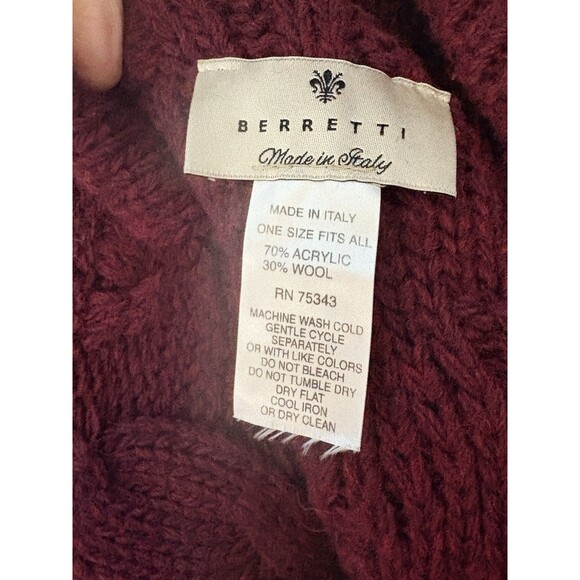 BERRETTI
Made in Italy
MADE IN ITALY
ONE SIZE FITS ALL
70% ACRYLIC
30% WOOL
RN 75343
MACHINE WASH COLD
GENTLE CYCLE
SEPARATELY
OR WITH LIKE COLORS
DO NOT BLEACH
DO NOT TUMBLE DRY
DRY FLAT
COOL IRON
OR DRY CLEAN